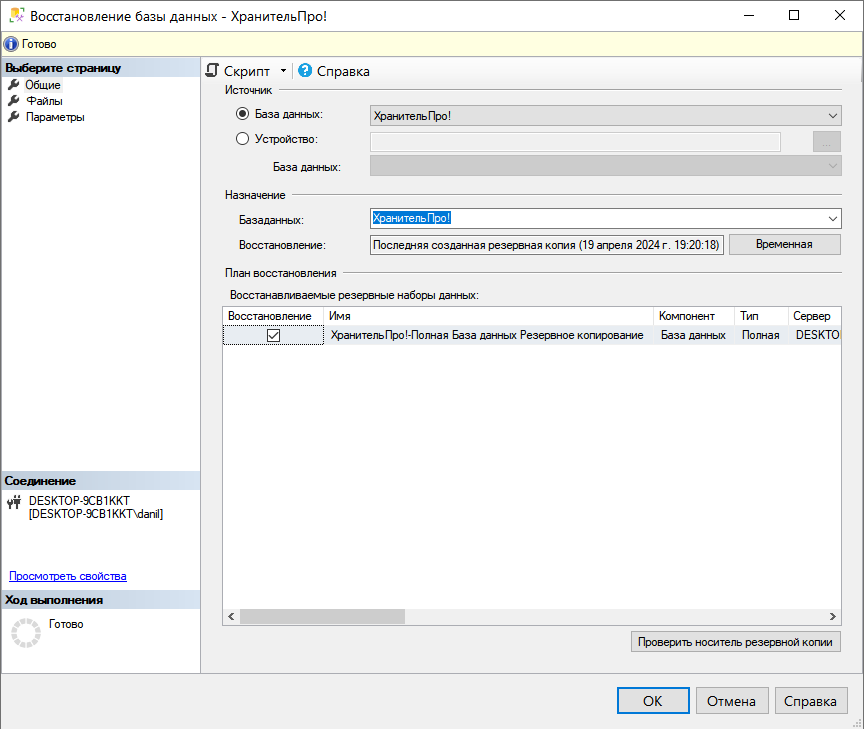 Восстановление базы данных - ХранительПро!
Готово
Выберите страницу
Общие
Файлы
Параметры
Скрипт
Справка
Источник
База данных: ХранительПро!
Устройство:
...
База данных:
Назначение
Базаданных: ХранительПро!
Восстановление: Последняя созданная резервная копия (19 апреля 2024 г. 19:20:18) Временная
План восстановления
Восстанавливаемые резервные наборы данных:
Восстановление Имя Компонент Тип Сервер
ХранительПро!-Полная База данных Резервное копирование База данных Полная DESKTO
Проверить носитель резервной копии
Соединение
DESKTOP-9CB1KKT
[DESKTOP-9CB1KKT\danil]
Просмотреть свойства
Ход выполнения
Готово
ОК Отмена Справка